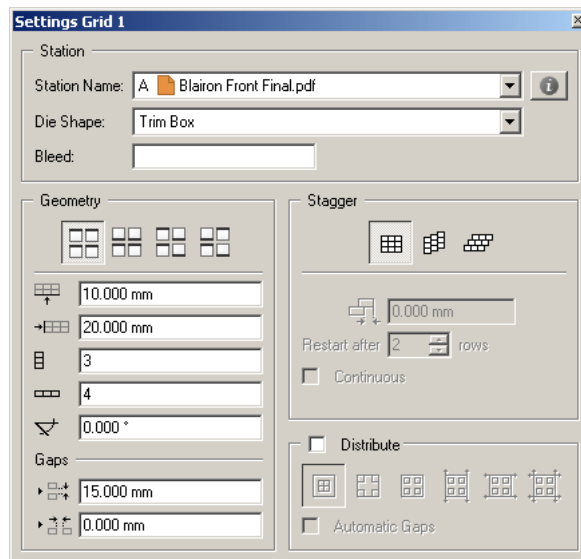 Settings Grid 1
Station
Station Name: A Blairon Front Final.pdf
Die Shape: Trim Box
Bleed:
Geometry
10.000 mm
20.000 mm
3
4
0.000 °
Gaps
15.000 mm
0.000 mm
Stagger
0.000 mm
Restart after 2 rows
Continuous
Distribute
Automatic Gaps